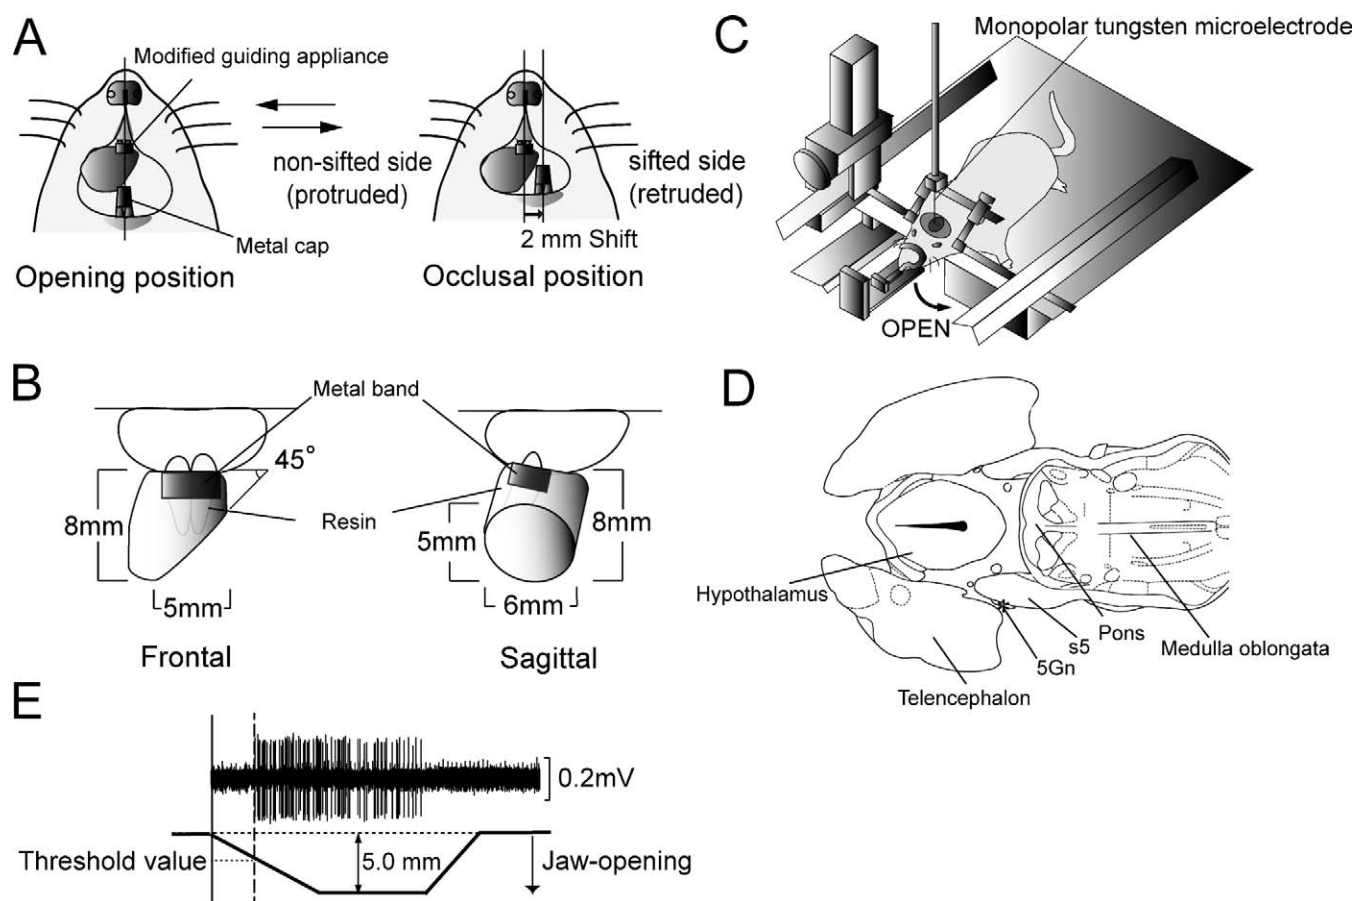 A
Modified guiding appliance
non-sifted side
(protruded)
sifted side
(retruded)
Metal cap
2 mm Shift
Opening position
Occlusal position
B
Metal band
45°
Resin
8mm
5mm
5mm
8mm
6mm
Frontal
Sagittal
C
Monopolar tungsten microelectrode
OPEN
D
Hypothalamus
s5
Pons
5Gn
Medulla oblongata
Telencephalon
*
E
0.2mV
Threshold value
5.0 mm
Jaw-opening